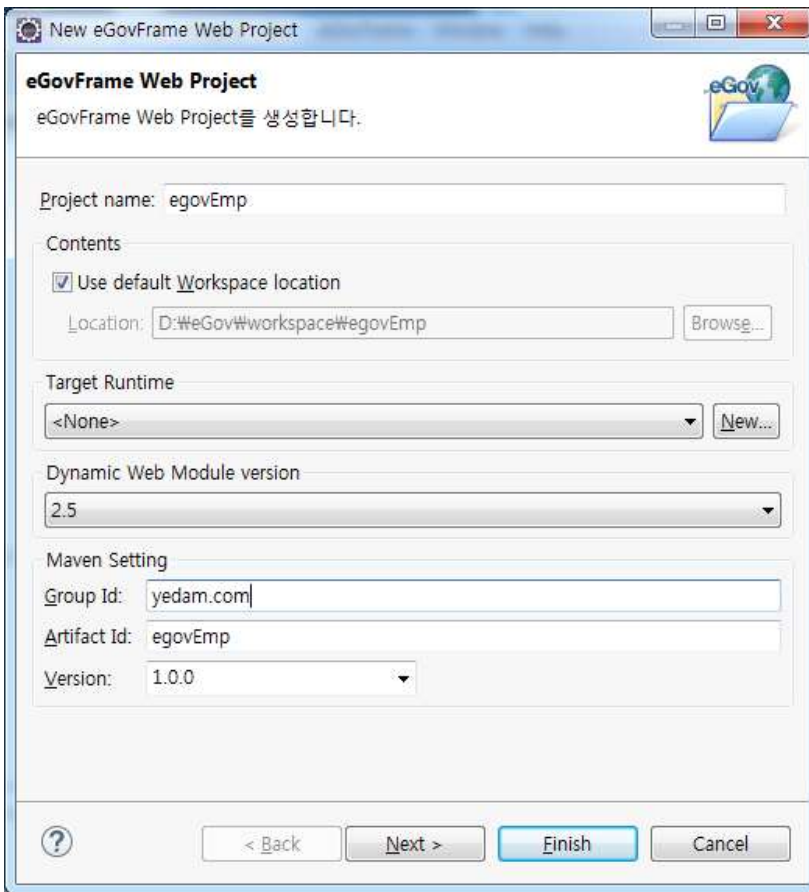 New eGovFrame Web Project
eGovFrame Web Project
eGovFrame Web Project를 생성합니다.
eGov
Project name: egovEmp
Contents
Use default Workspace location
Location: D:₩eGov₩workspace₩egovEmp Browse...
Target Runtime
<None> New...
Dynamic Web Module version
2.5
Maven Setting
Group Id: yedam.com
Artifact Id: egovEmp
Version: 1.0.0
? < Back Next > Finish Cancel